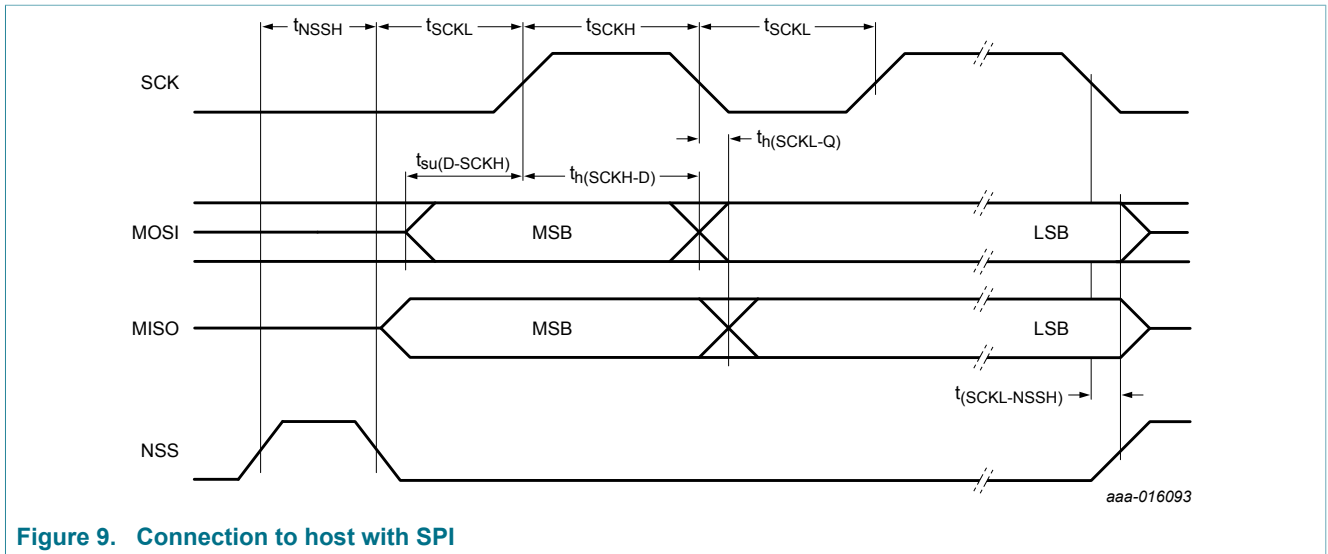 tNSSH tSCKL tSCKH tSCKL
SCK
th(SCKL-Q)
tsu(D-SCKH)
th(SCKH-D)
MOSI MSB LSB
MISO MSB LSB
t(SCKL-NSSH)
NSS
aaa-016093
Figure 9. Connection to host with SPI